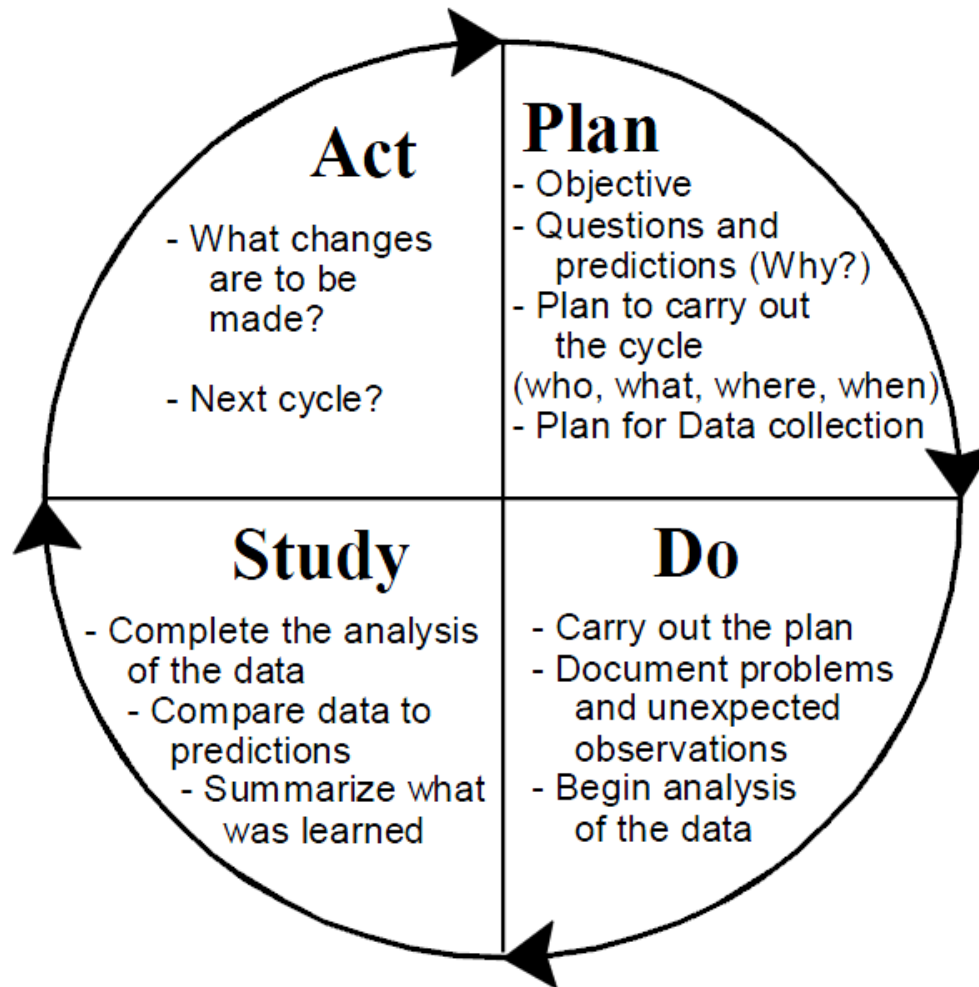 Act
- What changes
are to be
made?
- Next cycle?
Plan
- Objective
- Questions and
predictions (Why?)
- Plan to carry out
the cycle
(who, what, where, when)
- Plan for Data collection
Study
- Complete the analysis
of the data
- Compare data to
predictions
- Summarize what
was learned
Do
- Carry out the plan
- Document problems
and unexpected
observations
- Begin analysis
of the data